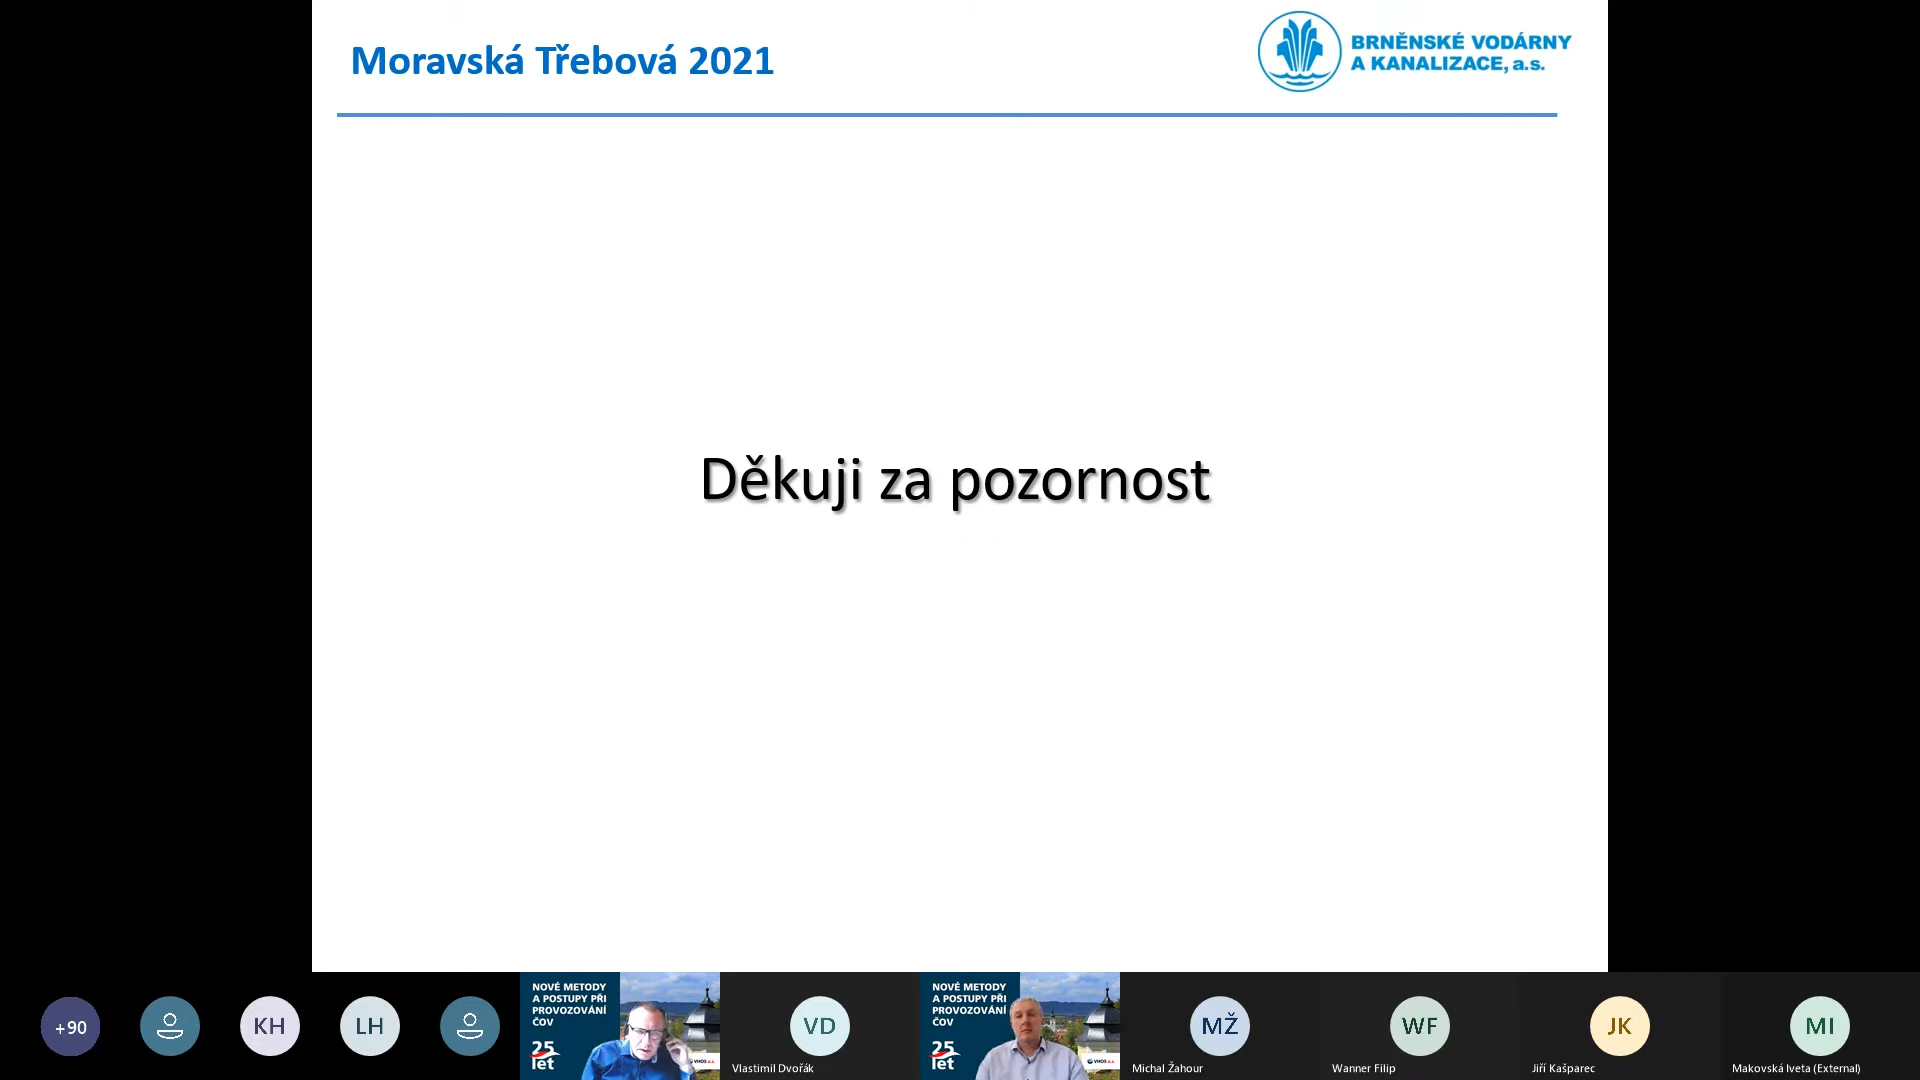 Moravská Třebová 2021
BRNĚNSKÉ VODÁRNY
A KANALIZACE, a.s.
Děkuji za pozornost
+90
KH
LH
NOVÉ METODY
A POSTUPY PŘI
PROVOZOVÁNÍ
ČOV
25
let
VHOS a.s.
VD
Vlastimil Dvořák
NOVÉ METODY
A POSTUPY PŘI
PROVOZOVÁNÍ
ČOV
25
let
VHOS a.s.
MŽ
Michal Žahour
WF
Wanner Filip
JK
Jiří Kašparec
MI
Makovská Iveta (External)